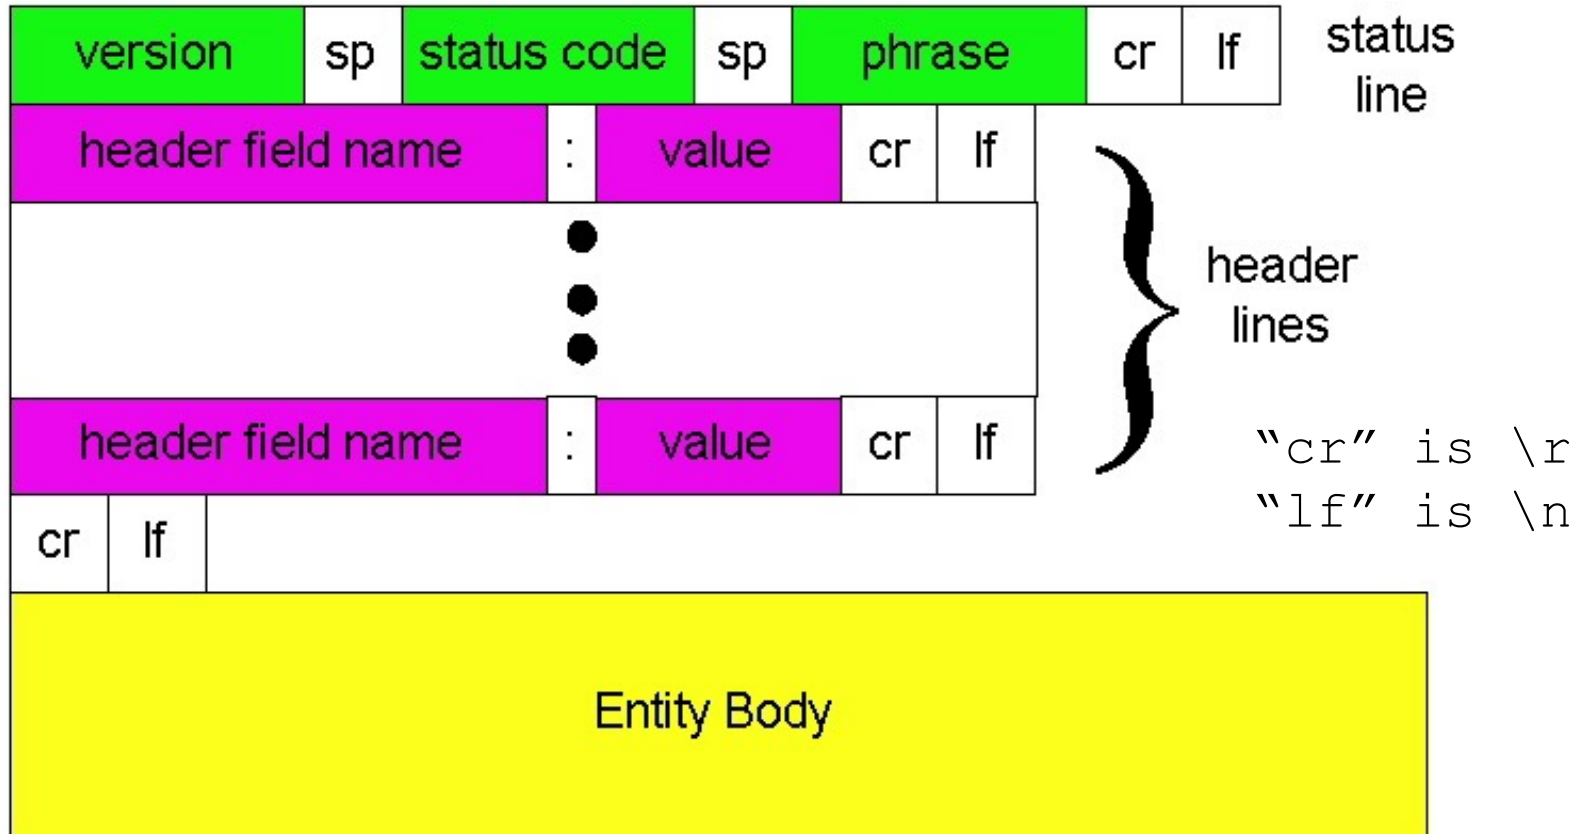 version sp status code sp phrase cr lf status
line
header field name : value cr lf
header
lines
header field name : value cr lf
“cr” is \r
“lf” is \n
cr lf
Entity Body